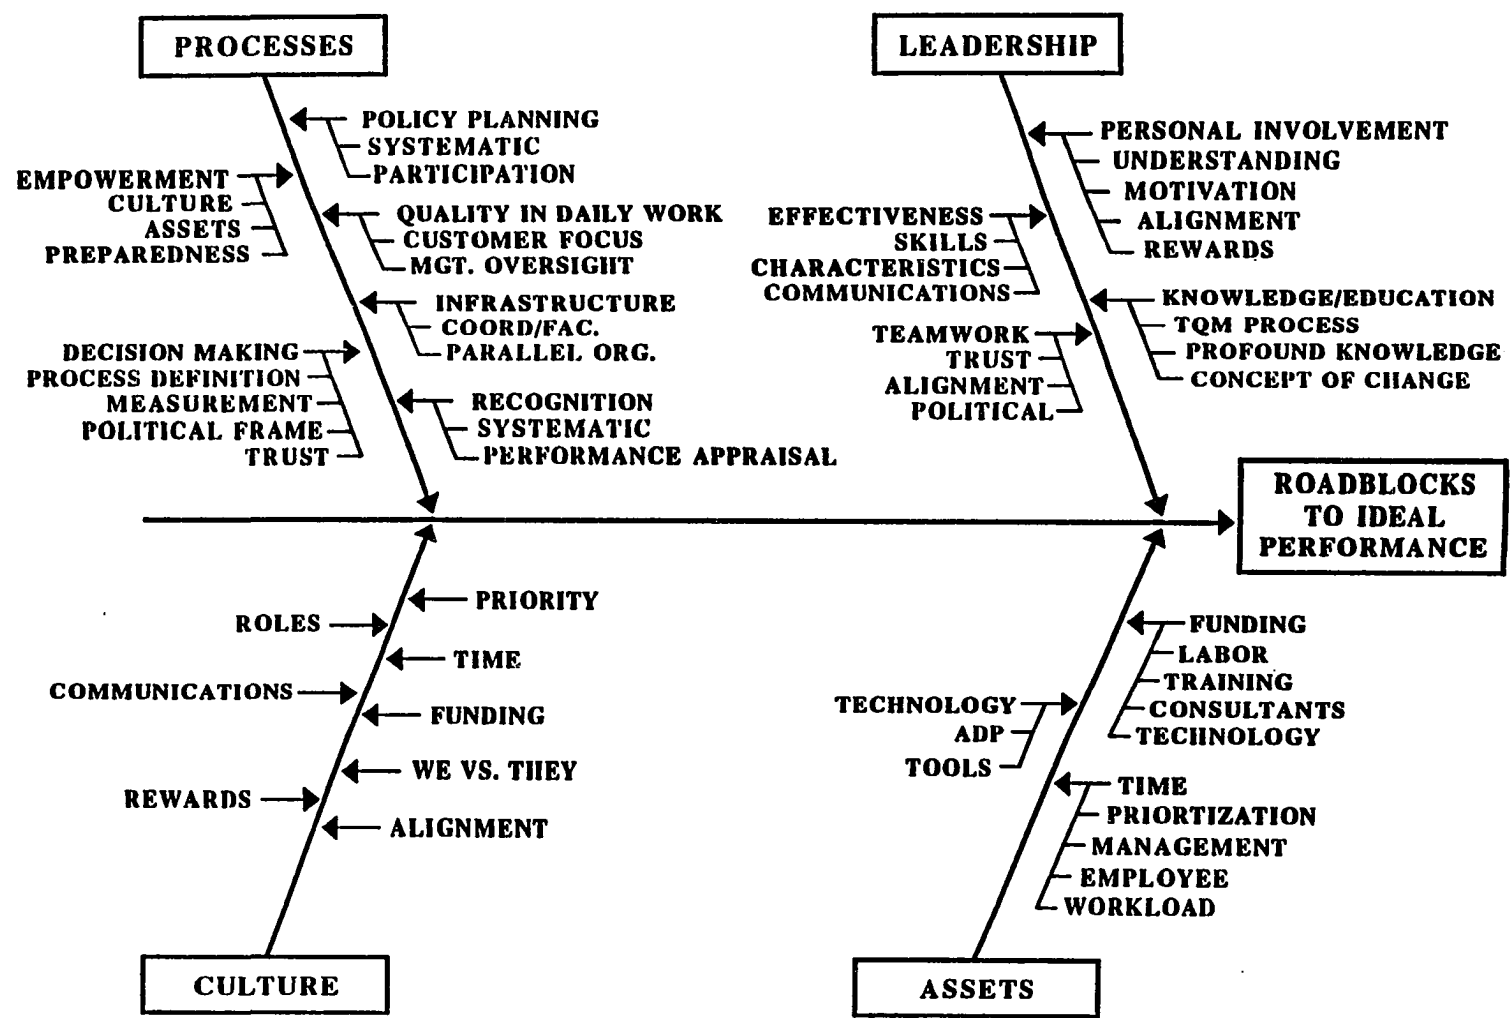 PROCESSES
POLICY PLANNING
SYSTEMATIC
PARTICIPATION
EMPOWERMENT
CULTURE
ASSETS
PREPAREDNESS
QUALITY IN DAILY WORK
CUSTOMER FOCUS
MGT. OVERSIGHT
INFRASTRUCTURE
COORD/FAC.
PARALLEL ORG.
DECISION MAKING
PROCESS DEFINITION
MEASUREMENT
POLITICAL FRAME
TRUST
RECOGNITION
SYSTEMATIC
PERFORMANCE APPRAISAL
LEADERSHIP
PERSONAL INVOLVEMENT
UNDERSTANDING
MOTIVATION
ALIGNMENT
REWARDS
EFFECTIVENESS
SKILLS
CHARACTERISTICS
COMMUNICATIONS
KNOWLEDGE/EDUCATION
TQM PROCESS
PROFOUND KNOWLEDGE
CONCEPT OF CHANGE
TEAMWORK
TRUST
ALIGNMENT
POLITICAL
ROADBLOCKS
TO IDEAL
PERFORMANCE
PRIORITY
ROLES
TIME
COMMUNICATIONS
FUNDING
WE VS. THEY
REWARDS
ALIGNMENT
CULTURE
FUNDING
LABOR
TRAINING
CONSULTANTS
TECHNOLOGY
TECHNOLOGY
ADP
TOOLS
TIME
PRIORTIZATION
MANAGEMENT
EMPLOYEE
WORKLOAD
ASSETS